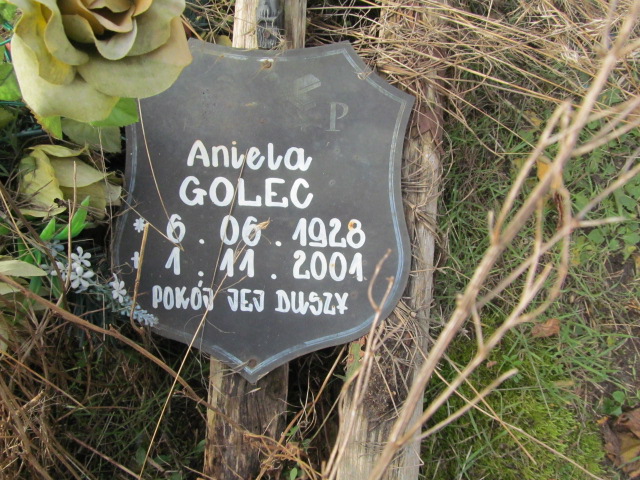 P
Aniela
GOLEC
* 6.06.1928
+ 1.11.2001
POKÓJ JEJ DUSZY